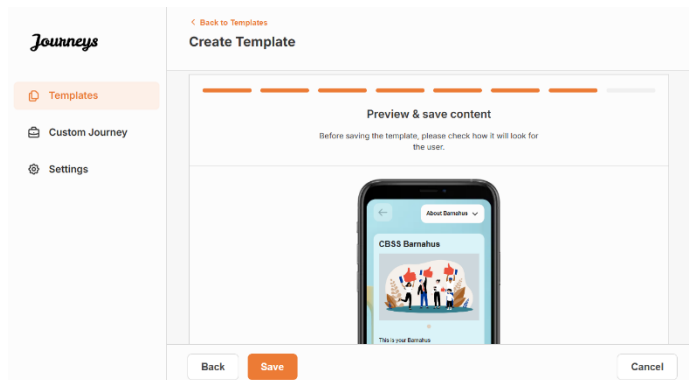 Journeys
Templates
Custom Journey
Settings
Back to Templates
Create Template
Preview & save content
Before saving the template, please check how it will look for
the user.
About Barnahus
CBSS Barnahus
This is your Barnahus
Back
Save
Cancel